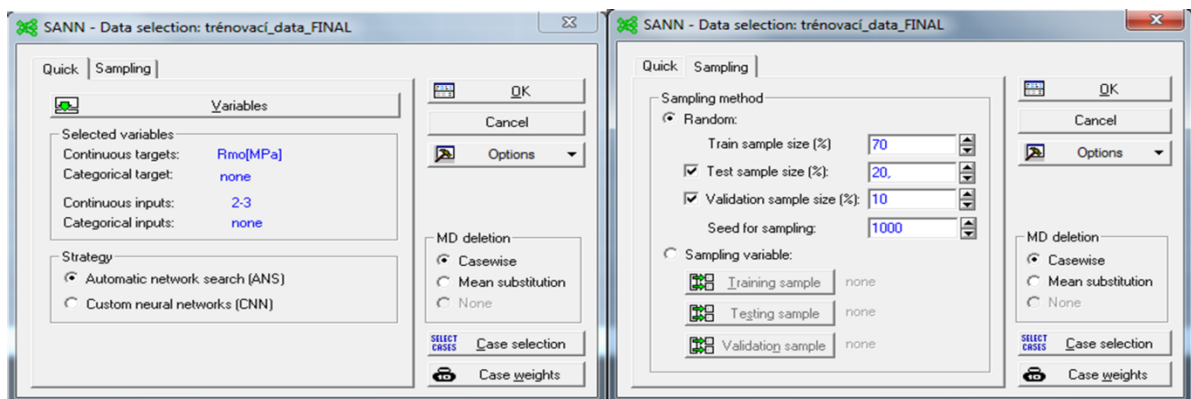 SANN - Data selection: trénovací_data_FINAL
Quick Sampling
Variables
Selected variables
Continuous targets: Rmo[MPa]
Categorical target: none
Continuous inputs: 2-3
Categorical inputs: none
Strategy
Automatic network search (ANS)
Custom neural networks (CNN)
OK
Cancel
Options
MD deletion
Casewise
Mean substitution
None
SELECT CASES Case selection
Case weights
SANN - Data selection: trénovací_data_FINAL
Quick Sampling
Sampling method
Random:
Train sample size (%) 70
Test sample size (%): 20,
Validation sample size (%): 10
Seed for sampling: 1000
Sampling variable:
Training sample none
Testing sample none
Validation sample none
OK
Cancel
Options
MD deletion
Casewise
Mean substitution
None
SELECT CASES Case selection
Case weights